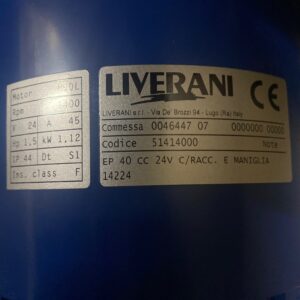 Motor
Rpm 1400
V 24 A 45
Hp 1,5 kW 1,12
IP 44 Dt S1
Ins. class F
LIVERANI CE
LIVERANI s.r.l. - Via De' Brozzi 94 - Lugo (Ra) Italy
Commessa 0046447 07 0000000 00000
Codice 51414000 Note
EP 40 CC 24V C/RACC. E MANIGLIA
14224